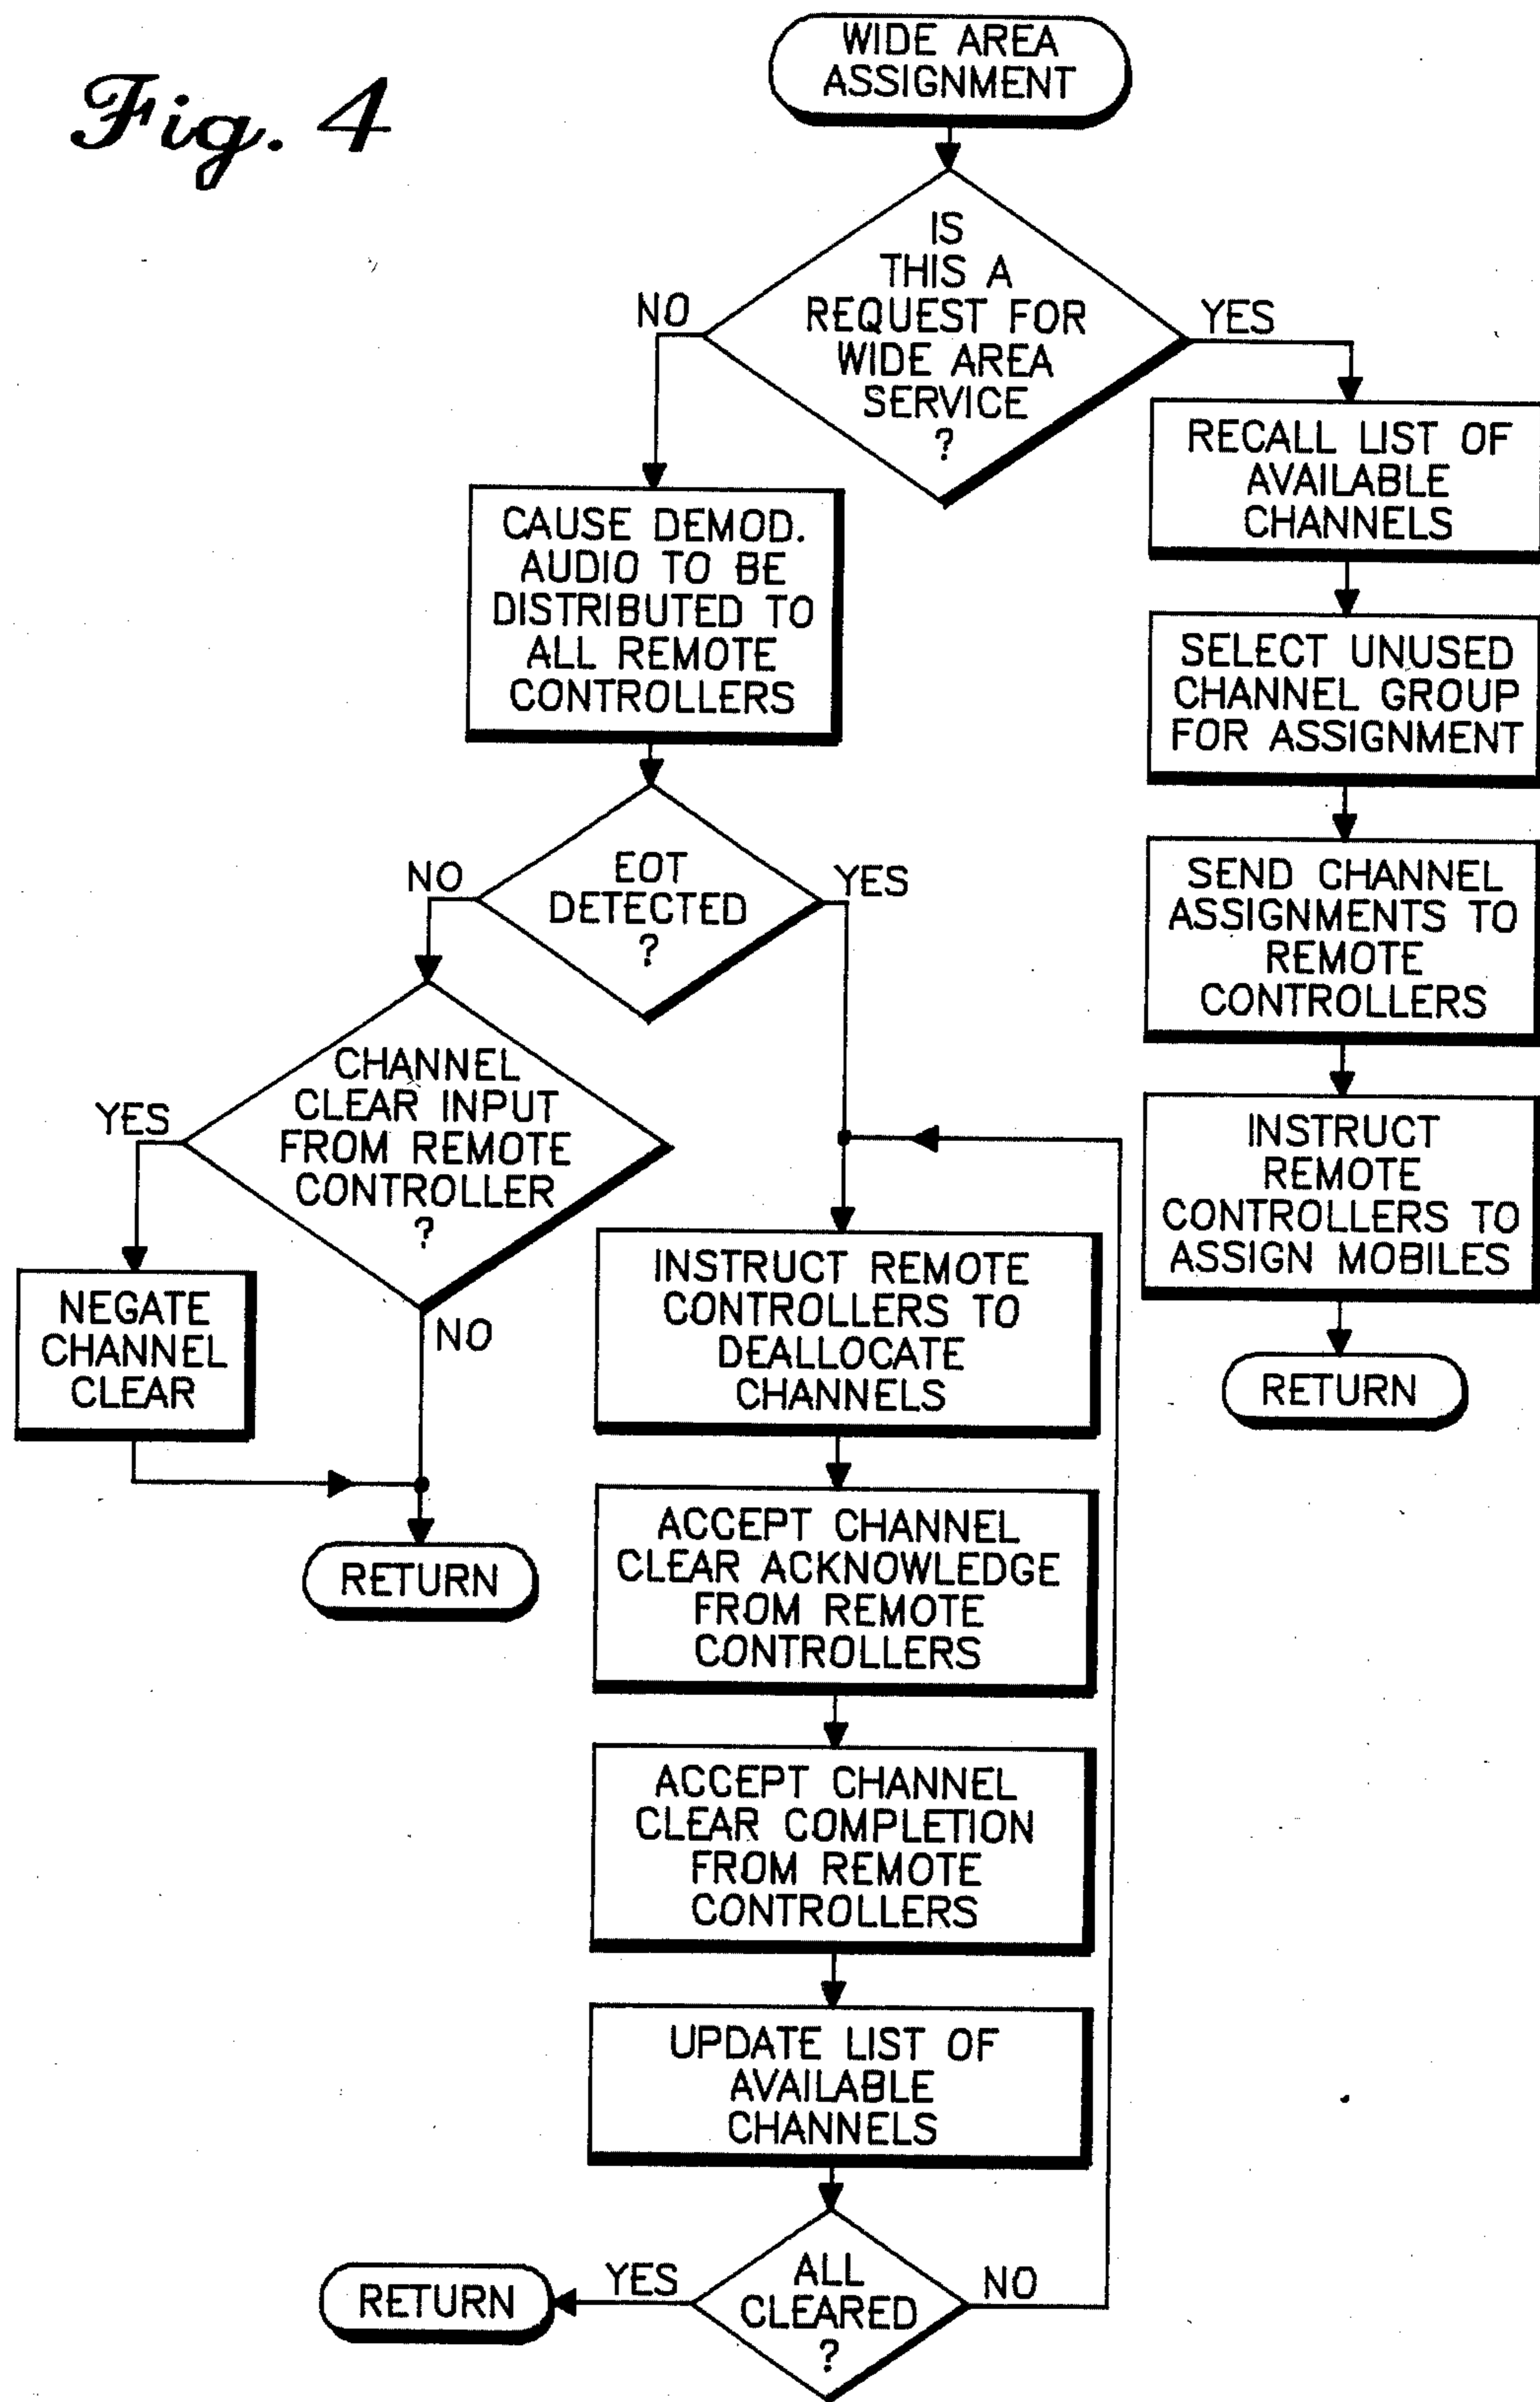 Fig. 4
WIDE AREA
ASSIGNMENT
IS
THIS A
REQUEST FOR
WIDE AREA
SERVICE
?
NO
YES
RECALL LIST OF
AVAILABLE
CHANNELS
SELECT UNUSED
CHANNEL GROUP
FOR ASSIGNMENT
SEND CHANNEL
ASSIGNMENTS TO
REMOTE
CONTROLLERS
INSTRUCT
REMOTE
CONTROLLERS TO
ASSIGN MOBILES
RETURN
CAUSE DEMOD.
AUDIO TO BE
DISTRIBUTED TO
ALL REMOTE
CONTROLLERS
EOT
DETECTED
?
NO
YES
CHANNEL
CLEAR INPUT
FROM REMOTE
CONTROLLER
?
YES
NO
NEGATE
CHANNEL
CLEAR
RETURN
INSTRUCT REMOTE
CONTROLLERS TO
DEALLOCATE
CHANNELS
ACCEPT CHANNEL
CLEAR ACKNOWLEDGE
FROM REMOTE
CONTROLLERS
ACCEPT CHANNEL
CLEAR COMPLETION
FROM REMOTE
CONTROLLERS
UPDATE LIST OF
AVAILABLE
CHANNELS
ALL
CLEARED
?
YES
NO
RETURN